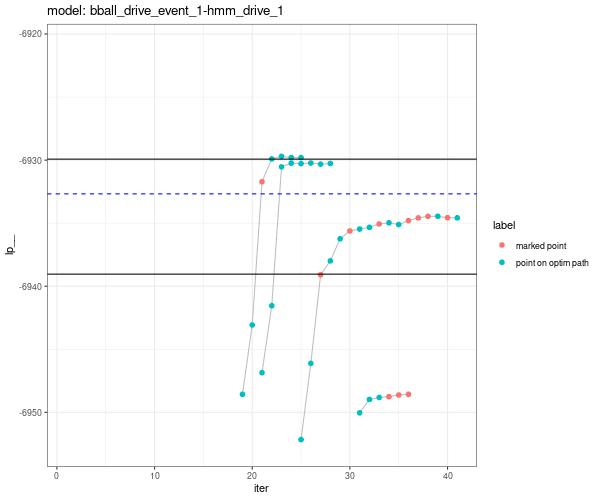 model: bball_drive_event_1-hmm_drive_1
-6920
-6930
-6940
-6950
lp__
0
10
20
30
40
iter
label
marked point
point on optim path